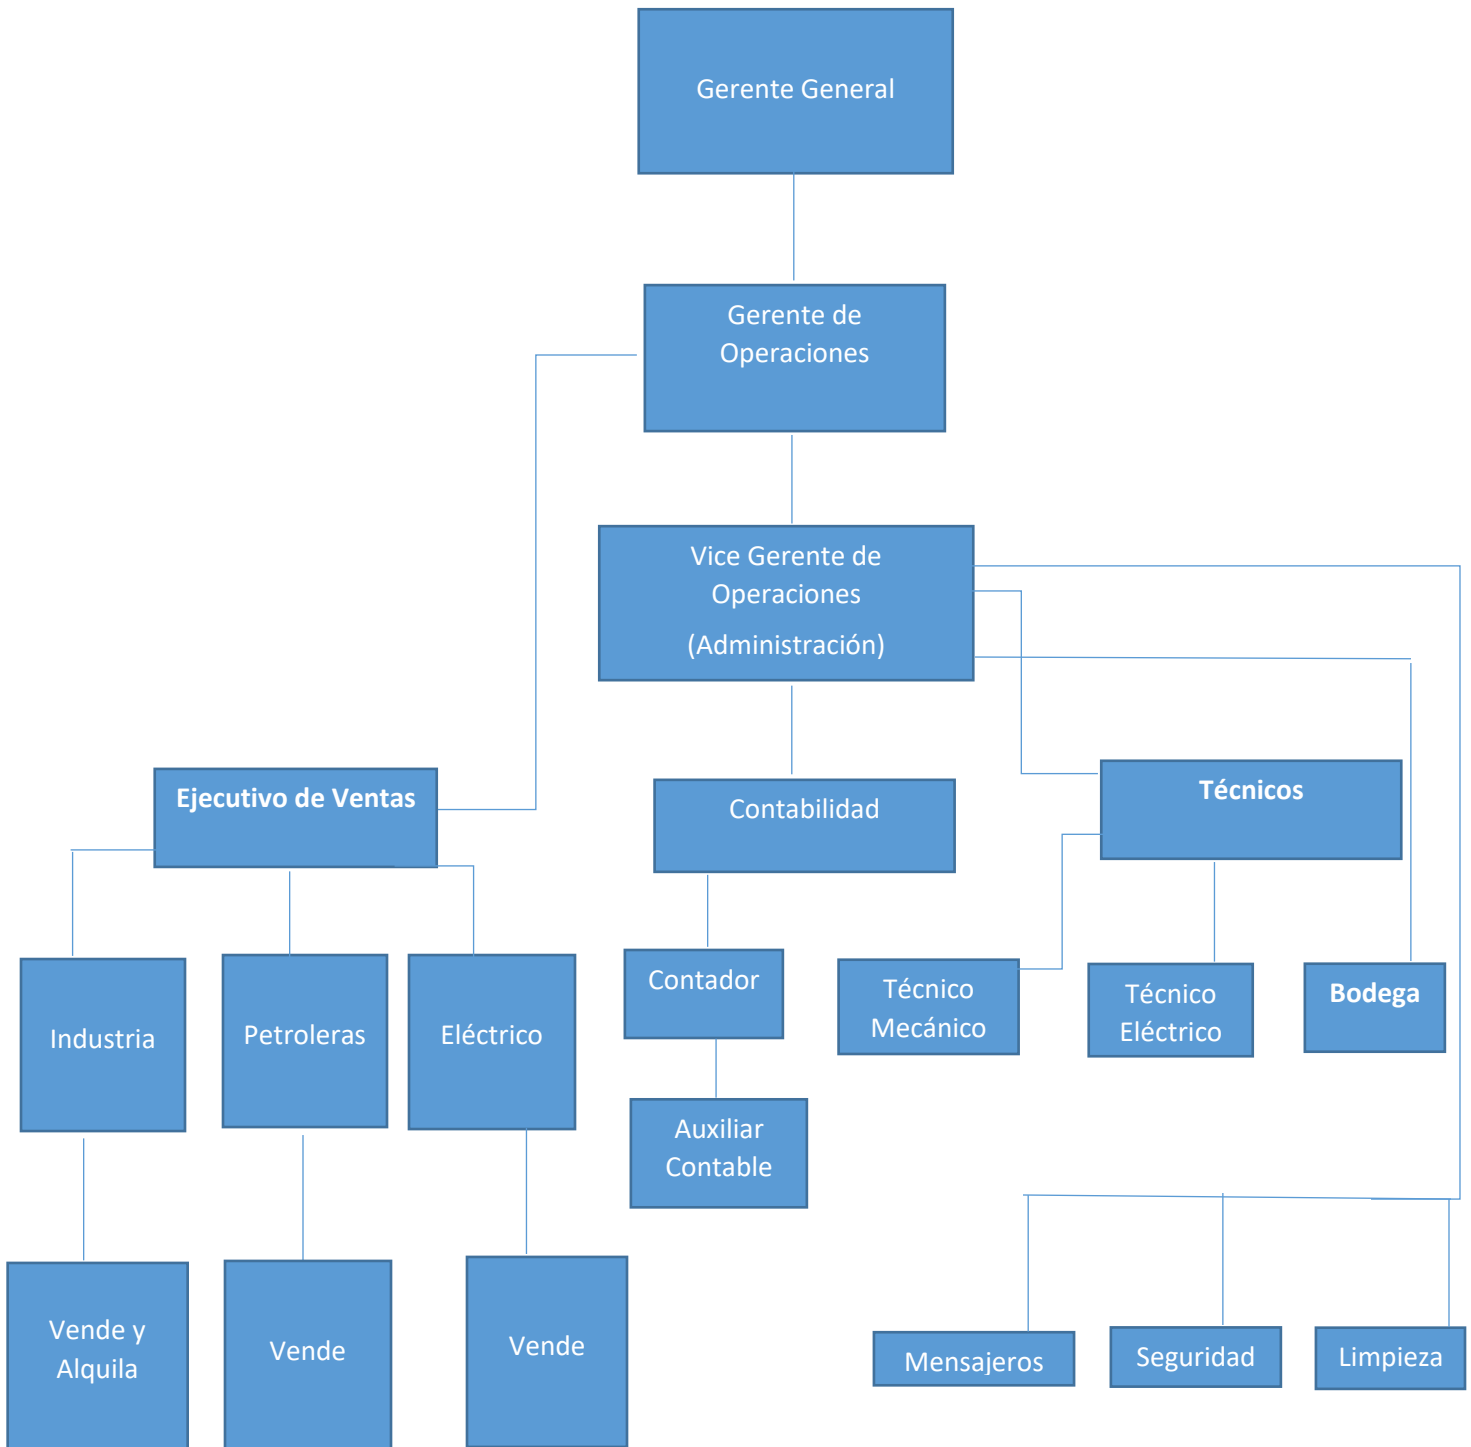 Gerente General
Gerente de
Operaciones
Vice Gerente de
Operaciones
(Administración)
Ejecutivo de Ventas
Contabilidad
Técnicos
Industria
Petroleras
Eléctrico
Contador
Técnico
Mecánico
Técnico
Eléctrico
Bodega
Auxiliar
Contable
Vende y
Alquila
Vende
Vende
Mensajeros
Seguridad
Limpieza